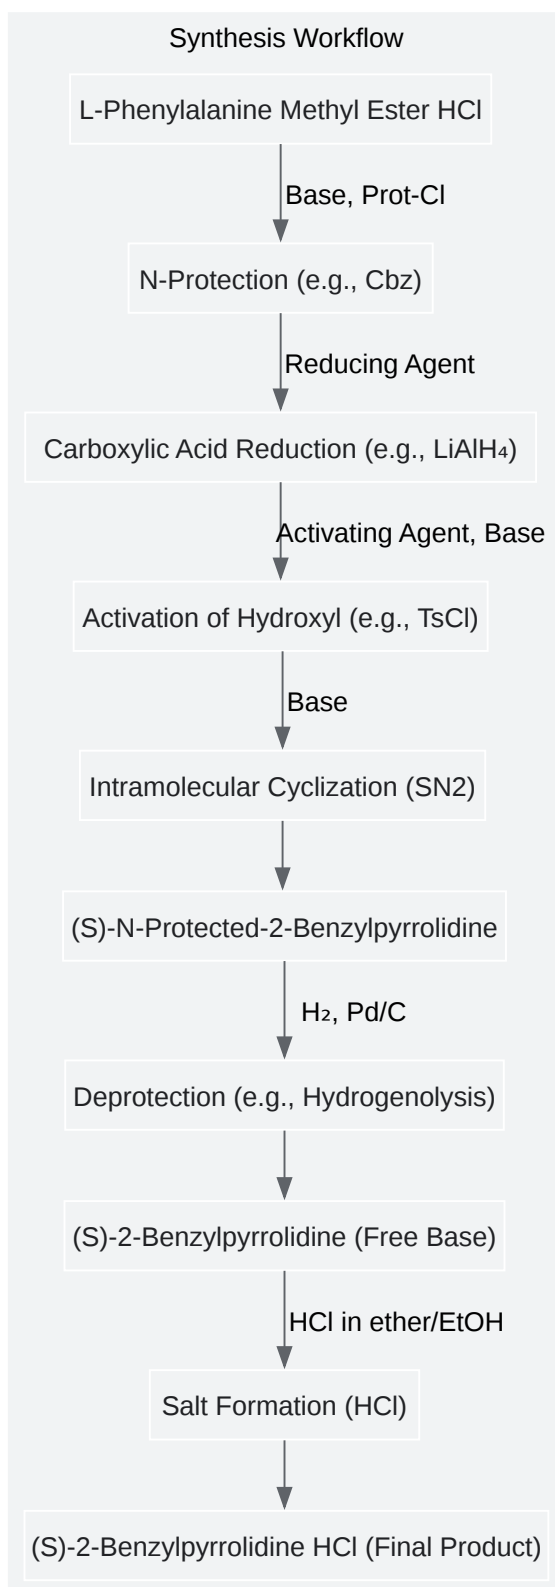 Synthesis Workflow
L-Phenylalanine Methyl Ester HCl
Base, Prot-Cl
N-Protection (e.g., Cbz)
Reducing Agent
Carboxylic Acid Reduction (e.g., LiAlH₄)
Activating Agent, Base
Activation of Hydroxyl (e.g., TsCl)
Base
Intramolecular Cyclization (SN2)
(S)-N-Protected-2-Benzylpyrrolidine
H₂, Pd/C
Deprotection (e.g., Hydrogenolysis)
(S)-2-Benzylpyrrolidine (Free Base)
HCl in ether/EtOH
Salt Formation (HCl)
(S)-2-Benzylpyrrolidine HCl (Final Product)